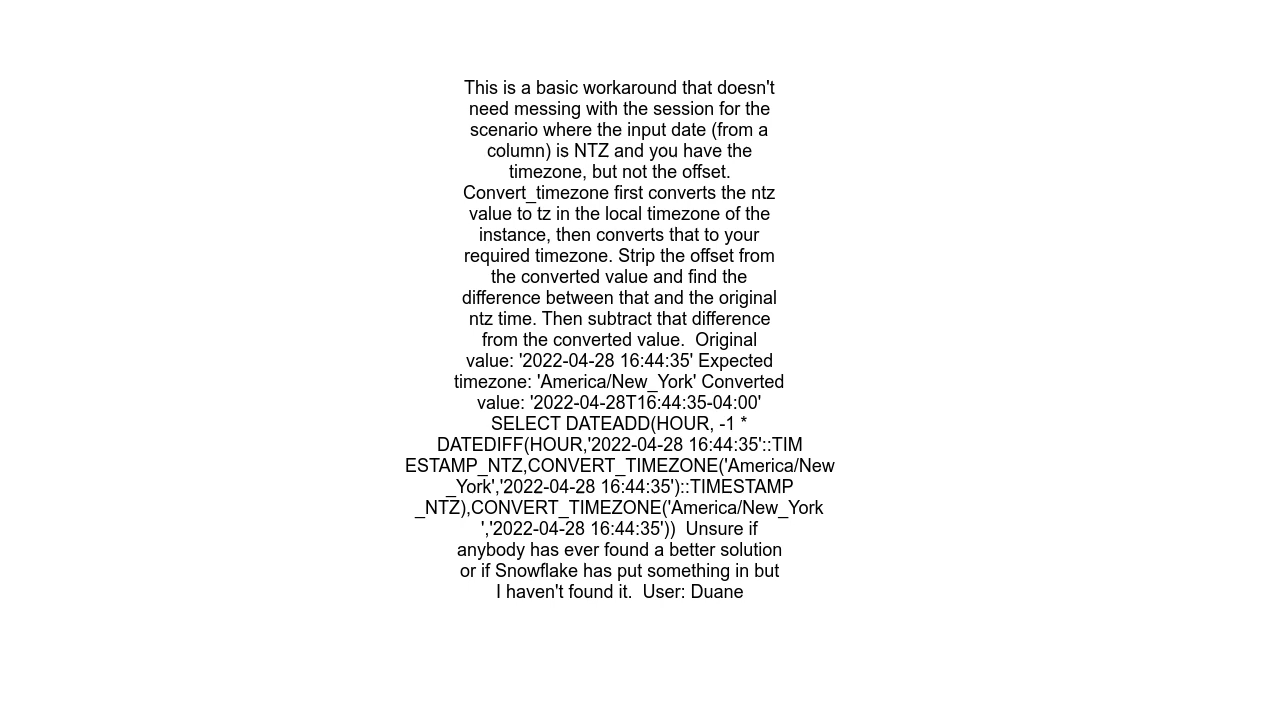 This is a basic workaround that doesn't
need messing with the session for the
scenario where the input date (from a
column) is NTZ and you have the
timezone, but not the offset.
Convert_timezone first converts the ntz
value to tz in the local timezone of the
instance, then converts that to your
required timezone. Strip the offset from
the converted value and find the
difference between that and the original
ntz time. Then subtract that difference
from the converted value.  Original
value: '2022-04-28 16:44:35' Expected
timezone: 'America/New_York' Converted
value: '2022-04-28T16:44:35-04:00'
SELECT DATEADD(HOUR, -1 *
DATEDIFF(HOUR,'2022-04-28 16:44:35'::TIM
ESTAMP_NTZ,CONVERT_TIMEZONE('America/New
_York','2022-04-28 16:44:35')::TIMESTAMP
_NTZ),CONVERT_TIMEZONE('America/New_York
','2022-04-28 16:44:35'))  Unsure if
anybody has ever found a better solution
or if Snowflake has put something in but
I haven't found it.  User: Duane